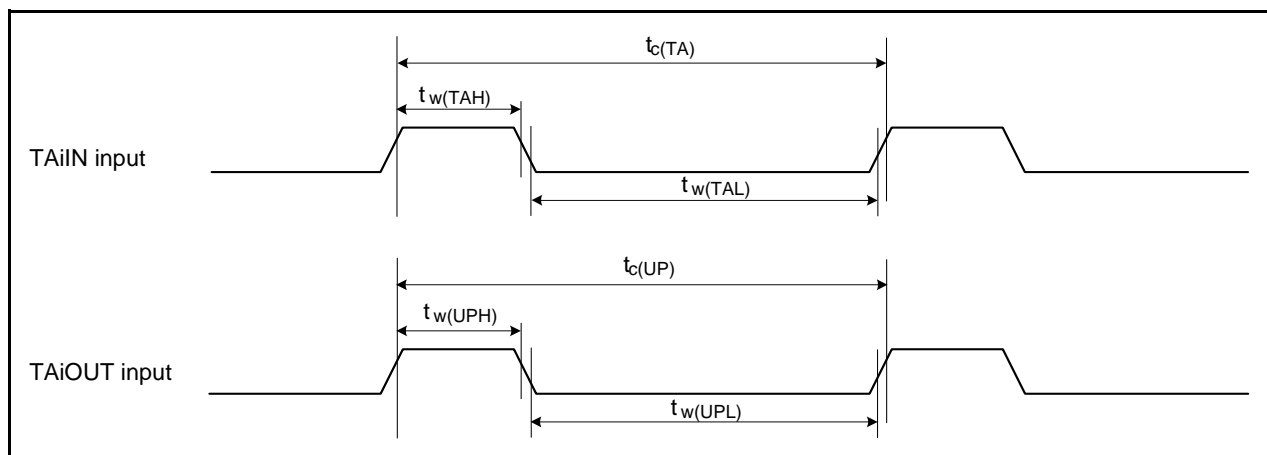 tc(TA)
tw(TAH)
TAiIN input
tw(TAL)
tc(UP)
tw(UPH)
TAiOUT input
tw(UPL)